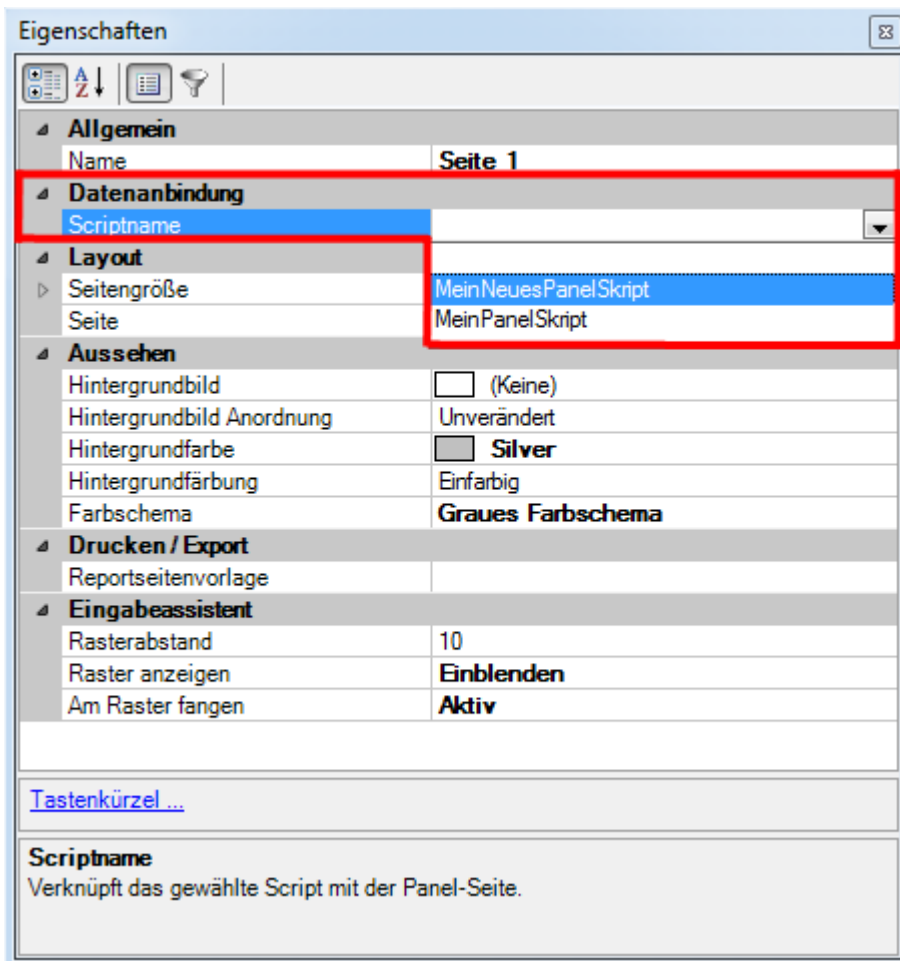 Eigenschaften
Allgemein
Name Seite 1
Datenanbindung
Scriptname
Layout
Seitengröße MeinNeuesPanelSkript
Seite MeinPanelSkript
Aussehen
Hintergrundbild (Keine)
Hintergrundbild Anordnung Unverändert
Hintergrundfarbe Silver
Hintergrundfärbung Einfarbig
Farbschema Graues Farbschema
Drucken / Export
Reportseitenvorlage
Eingabeassistent
Rasterabstand 10
Raster anzeigen Einblenden
Am Raster fangen Aktiv
Tastenkürzel ...
Scriptname
Verknüpft das gewählte Script mit der Panel-Seite.